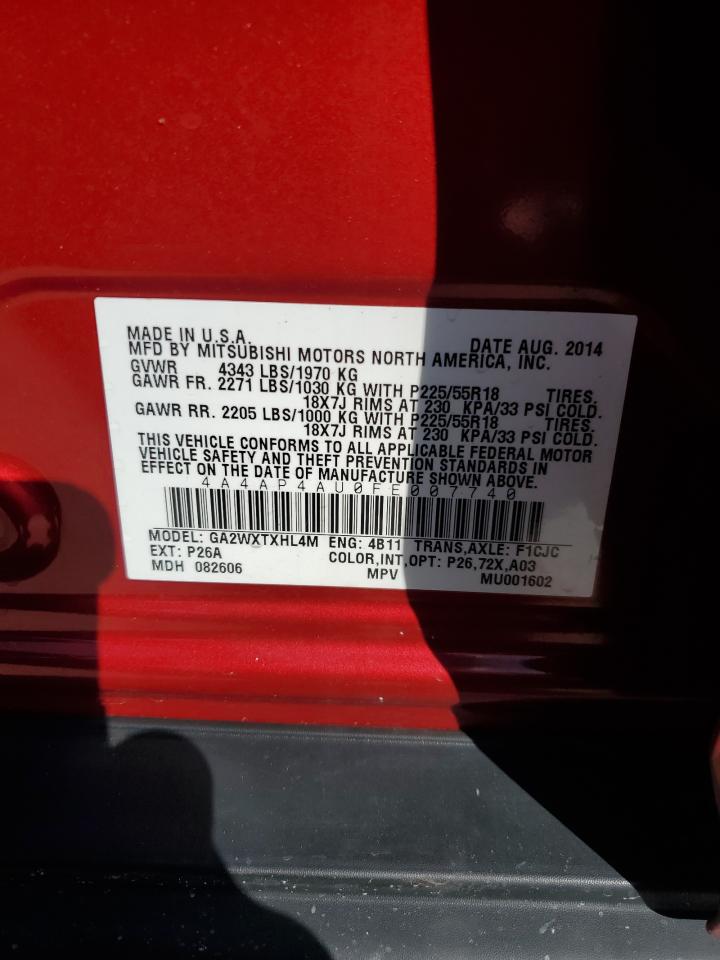 MADE IN U.S.A. DATE AUG. 2014
MFD BY MITSUBISHI MOTORS NORTH AMERICA, INC.
GVWR 4343 LBS/1970 KG
GAWR FR. 2271 LBS/1030 KG WITH P225/55R18 TIRES.
18X7J RIMS AT 230 KPA/33 PSI COLD.
GAWR RR. 2205 LBS/1000 KG WITH P225/55R18 TIRES.
18X7J RIMS AT 230 KPA/33 PSI COLD.
THIS VEHICLE CONFORMS TO ALL APPLICABLE FEDERAL MOTOR
VEHICLE SAFETY AND THEFT PREVENTION STANDARDS IN
EFFECT ON THE DATE OF MANUFACTURE SHOWN ABOVE.
4A4AP4AU0FE007740
MODEL: GA2WXTXHL4M ENG: 4B11 TRANS,AXLE: F1CJC
EXT: P26A COLOR,INT,OPT: P26,72X,A03
MDH 082606 MPV MU001602